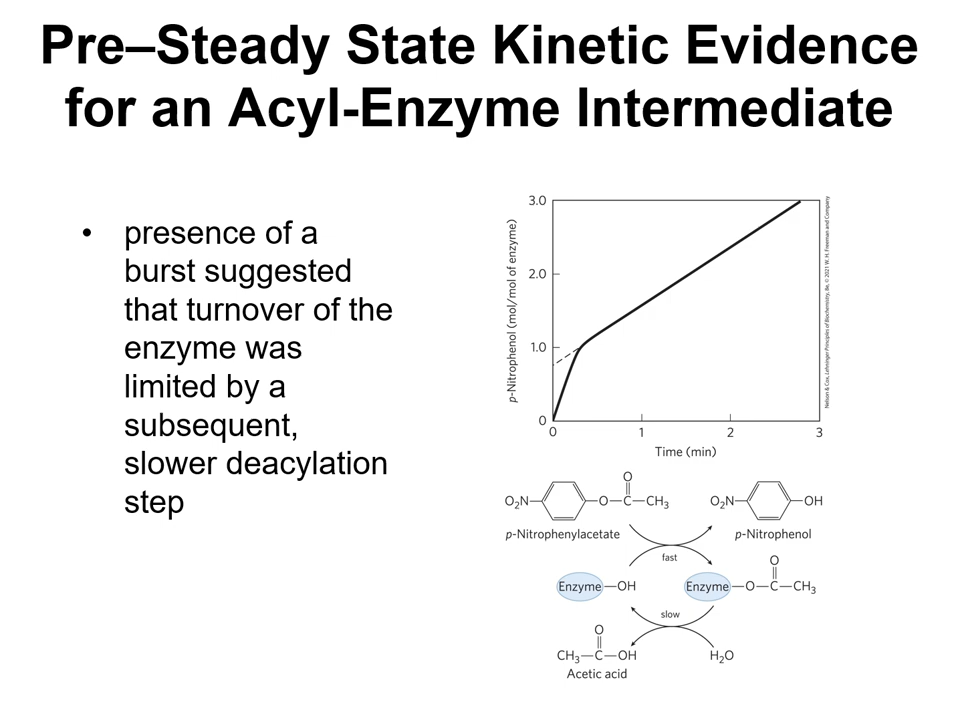 Pre–Steady State Kinetic Evidence
for an Acyl-Enzyme Intermediate
• presence of a
burst suggested
that turnover of the
enzyme was
limited by a
subsequent,
slower deacylation
step
p-Nitrophenol (mol/mol of enzyme)
3.0
2.0
1.0
0
0 1 2 3
Time (min)
Nelson & Cox, Lehninger Principles of Biochemistry, 8e, © 2021 W. H. Freeman and Company
O
O₂N O C CH₃
p-Nitrophenylacetate
O₂N OH
p-Nitrophenol
fast
Enzyme OH
O
Enzyme O C CH₃
slow
O
CH₃ C OH
Acetic acid
H₂O